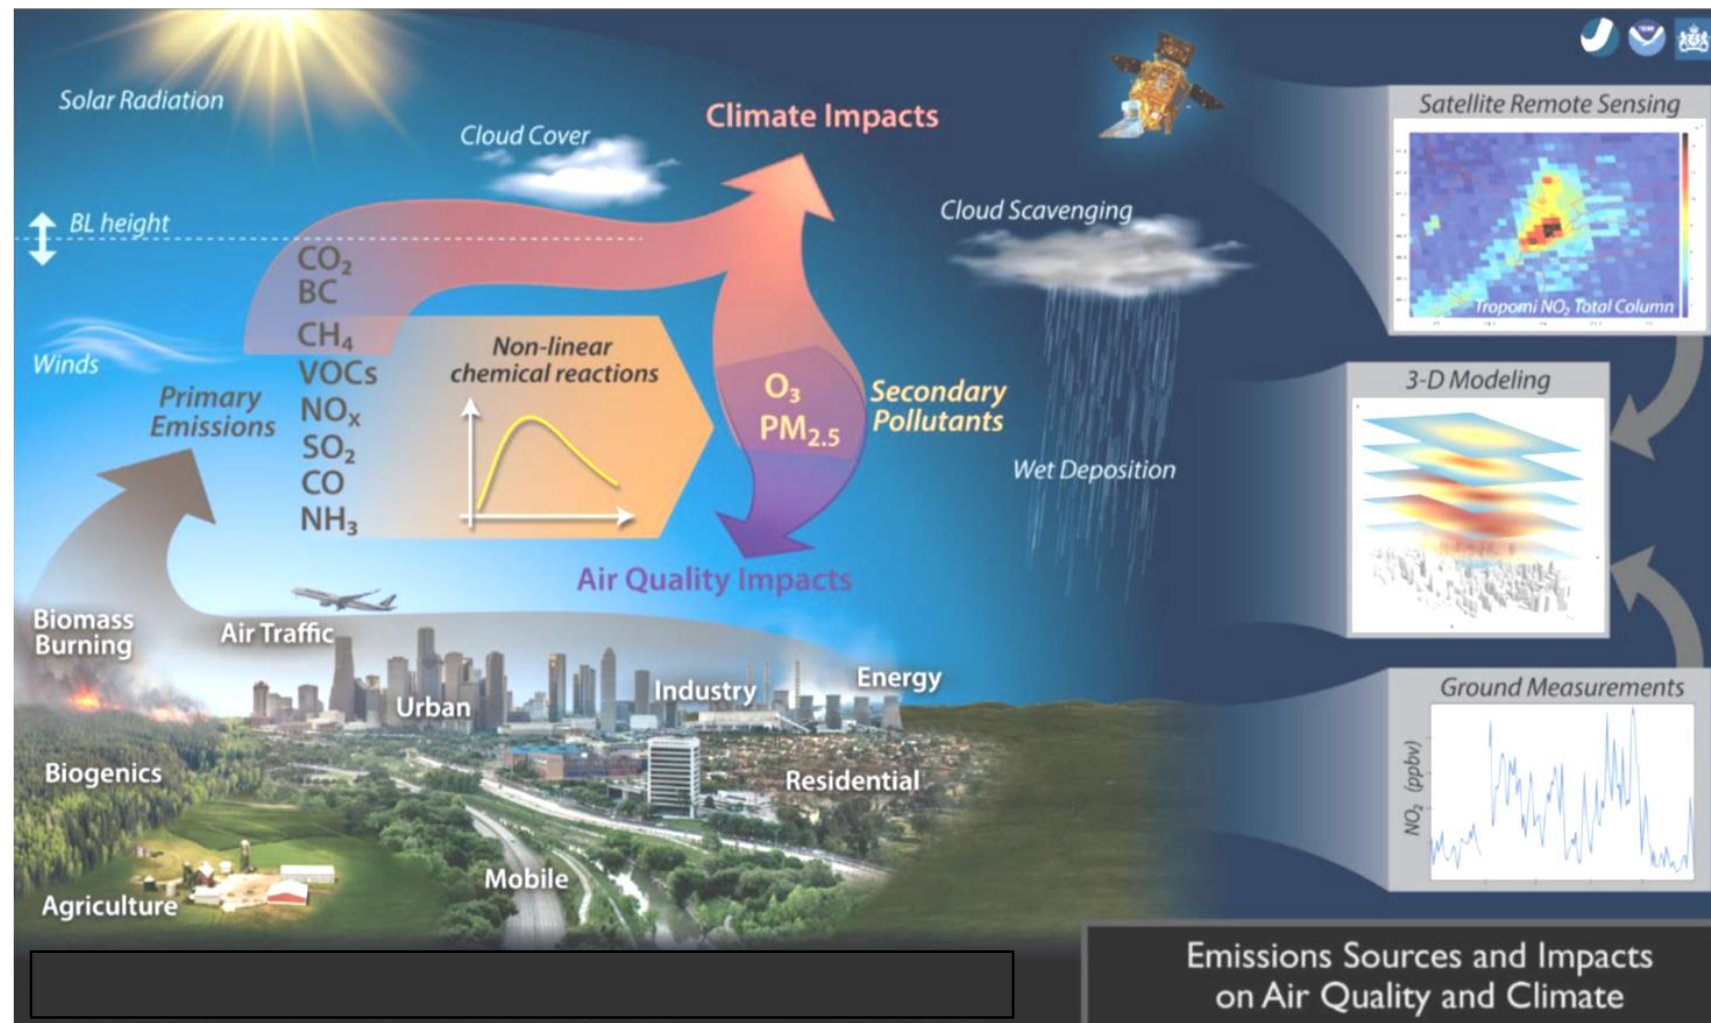 Solar Radiation
Cloud Cover
Climate Impacts
Satellite Remote Sensing
BL height
Cloud Scavenging
CO₂
BC
CH₄
VOCs
NOₓ
SO₂
CO
NH₃
Winds
Primary
Emissions
Non-linear
chemical reactions
O₃
PM₂.₅
Secondary
Pollutants
Tropomi NO₂ Total Column
3-D Modeling
Wet Deposition
Air Quality Impacts
Biomass
Burning
Air Traffic
Urban
Industry
Energy
Ground Measurements
NO₂ (ppbv)
Biogenics
Residential
Agriculture
Mobile
Emissions Sources and Impacts
on Air Quality and Climate